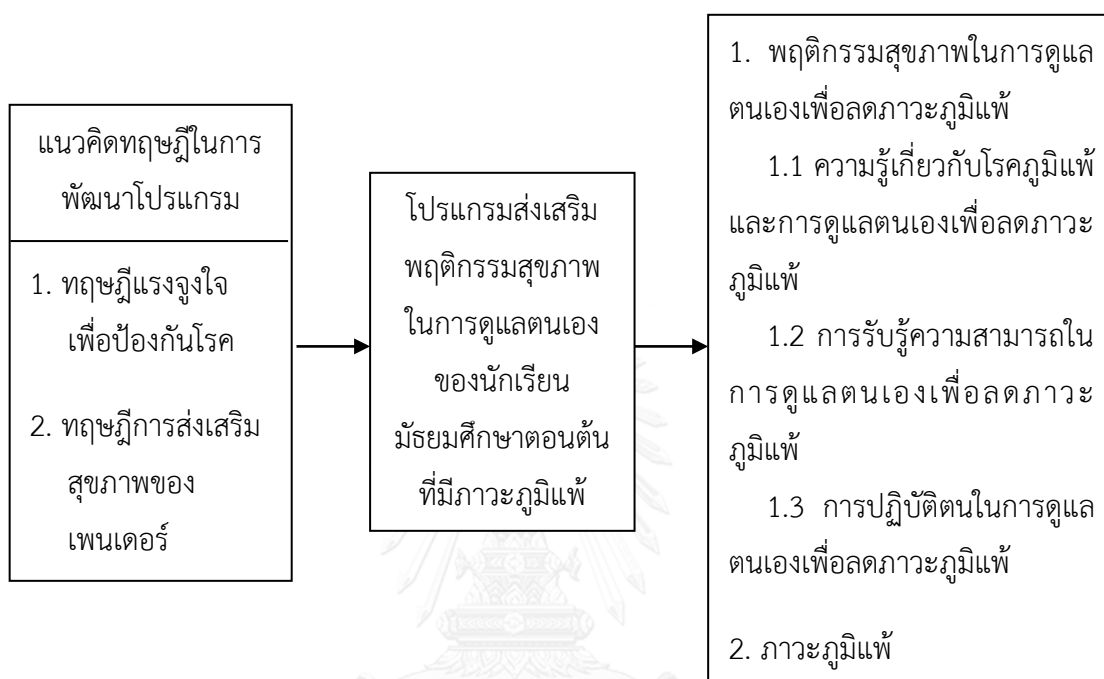 แนวคิดทฤษฎีในการ
พัฒนาโปรแกรม
1. ทฤษฎีแรงจูงใจ
เพื่อป้องกันโรค
2. ทฤษฎีการส่งเสริม
สุขภาพของ
เพนเดอร์
โปรแกรมส่งเสริม
พฤติกรรมสุขภาพ
ในการดูแลตนเอง
ของนักเรียน
มัธยมศึกษาตอนต้น
ที่มีภาวะภูมิแพ้
1. พฤติกรรมสุขภาพในการดูแล
ตนเองเพื่อลดภาวะภูมิแพ้
1.1 ความรู้เกี่ยวกับโรคภูมิแพ้
และการดูแลตนเองเพื่อลดภาวะ
ภูมิแพ้
1.2 การรับรู้ความสามารถใน
การดูแลตนเองเพื่อลดภาวะ
ภูมิแพ้
1.3 การปฏิบัติตนในการดูแล
ตนเองเพื่อลดภาวะภูมิแพ้
2. ภาวะภูมิแพ้